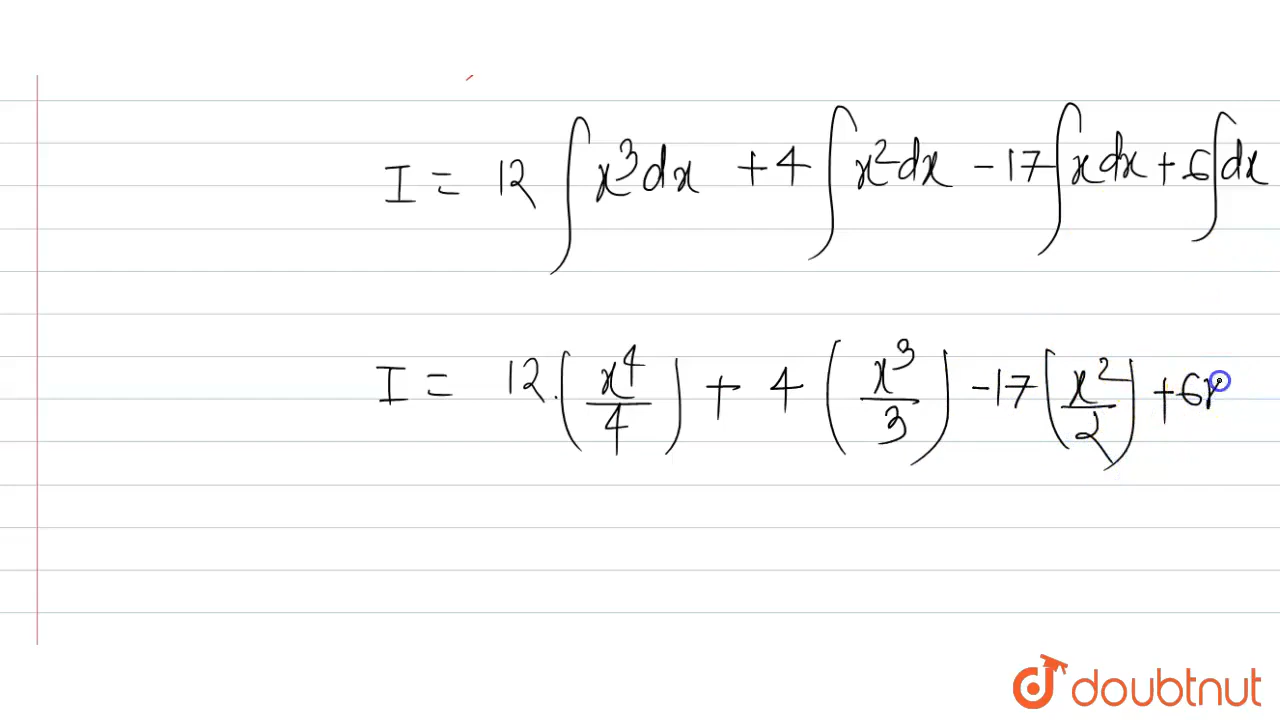 I = 12 ∫ x³dx + 4 ∫ x²dx - 17 ∫ x dx + 6 ∫ dx
I = 12. (x⁴/4) + 4 (x³/3) - 17 (x²/2) + 6x
doubtnut